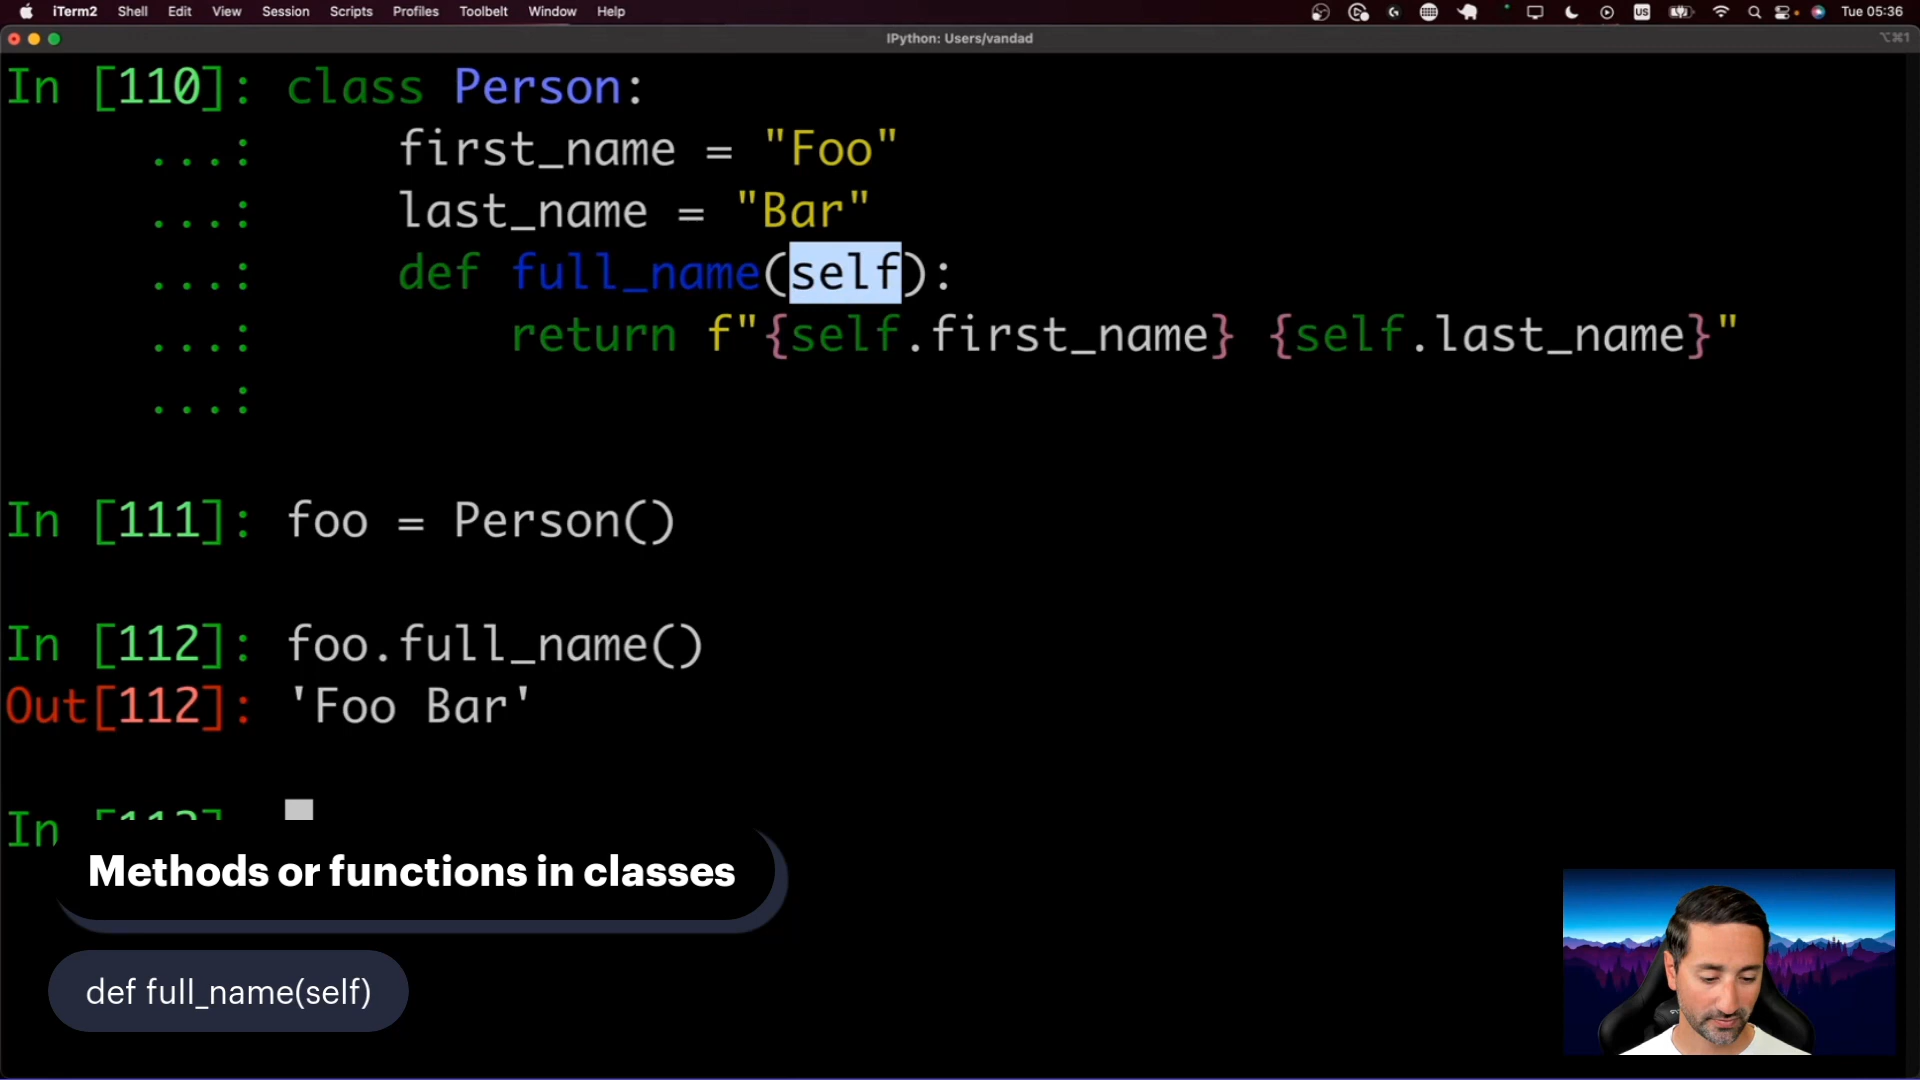 iTerm2 Shell Edit View Session Scripts Profiles Toolbelt Window Help US Tue 05:36
IPython: Users/vandad ⌥⌘1
In [110]: class Person:
...: first_name = "Foo"
...: last_name = "Bar"
...: def full_name(self):
...: return f"{self.first_name} {self.last_name}"
...:
In [111]: foo = Person()
In [112]: foo.full_name()
Out[112]: 'Foo Bar'
In
Methods or functions in classes
def full_name(self)